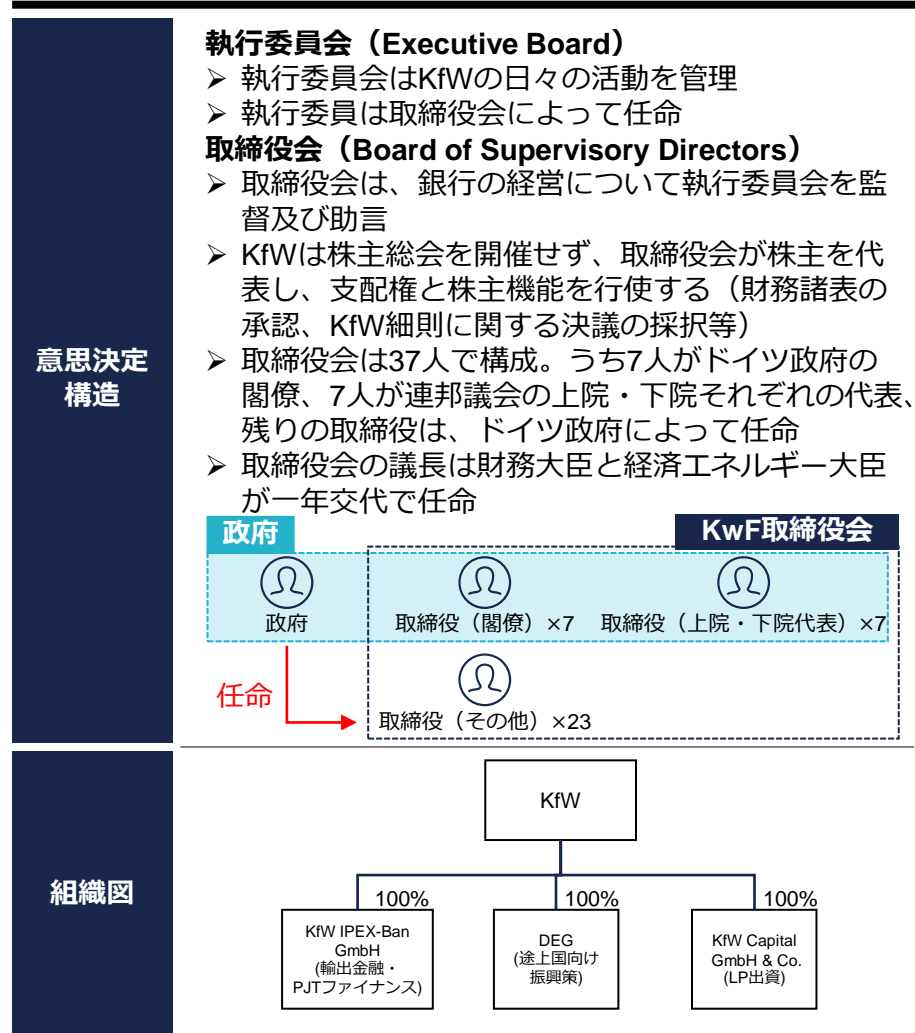 意思決定
構造
執行委員会（Executive Board）
➢ 執行委員会はKfWの日々の活動を管理
➢ 執行委員は取締役会によって任命
取締役会（Board of Supervisory Directors）
➢ 取締役会は、銀行の経営について執行委員会を監
督及び助言
➢ KfWは株主総会を開催せず、取締役会が株主を代
表し、支配権と株主機能を行使する（財務諸表の
承認、KfW細則に関する決議の採択等）
➢ 取締役会は37人で構成。うち7人がドイツ政府の
閣僚、7人が連邦議会の上院・下院それぞれの代表、
残りの取締役は、ドイツ政府によって任命
➢ 取締役会の議長は財務大臣と経済エネルギー大臣
が一年交代で任命
政府
KwF取締役会
政府
取締役（閣僚）×7
取締役（上院・下院代表）×7
任命
取締役（その他）×23
組織図
KfW
100%
100%
100%
KfW IPEX-Ban
GmbH
(輸出金融・
PJTファイナンス)
DEG
(途上国向け
振興策)
KfW Capital
GmbH & Co.
(LP出資)